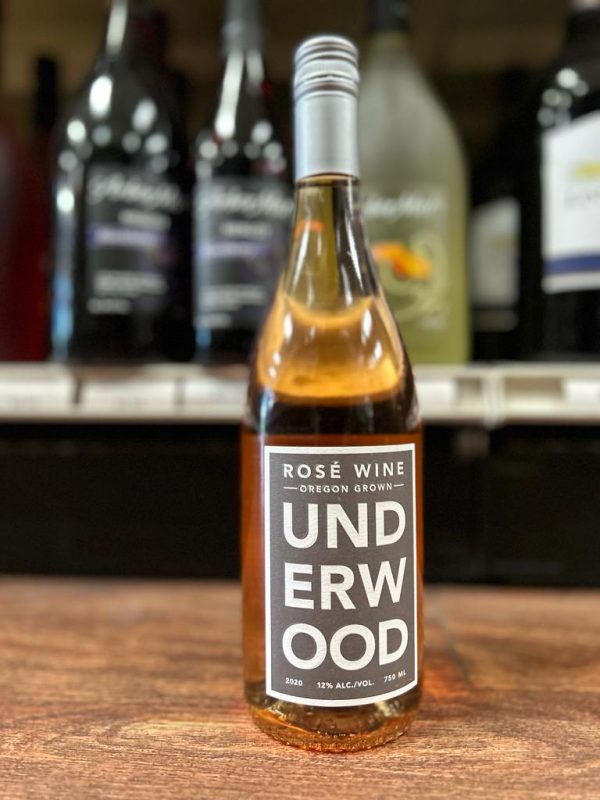 ROSÉ WINE
OREGON GROWN
UND
ERW
OOD
2020 12% ALC./VOL. 750 ML